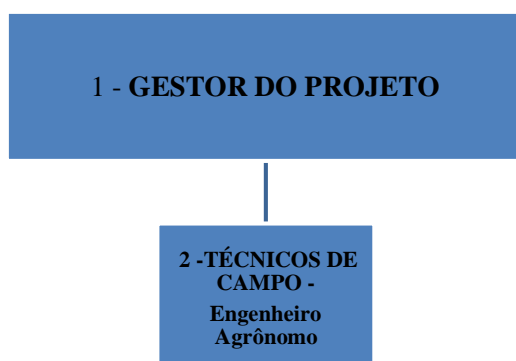 1 - GESTOR DO PROJETO
2 -TÉCNICOS DE
CAMPO -
Engenheiro
Agrônomo